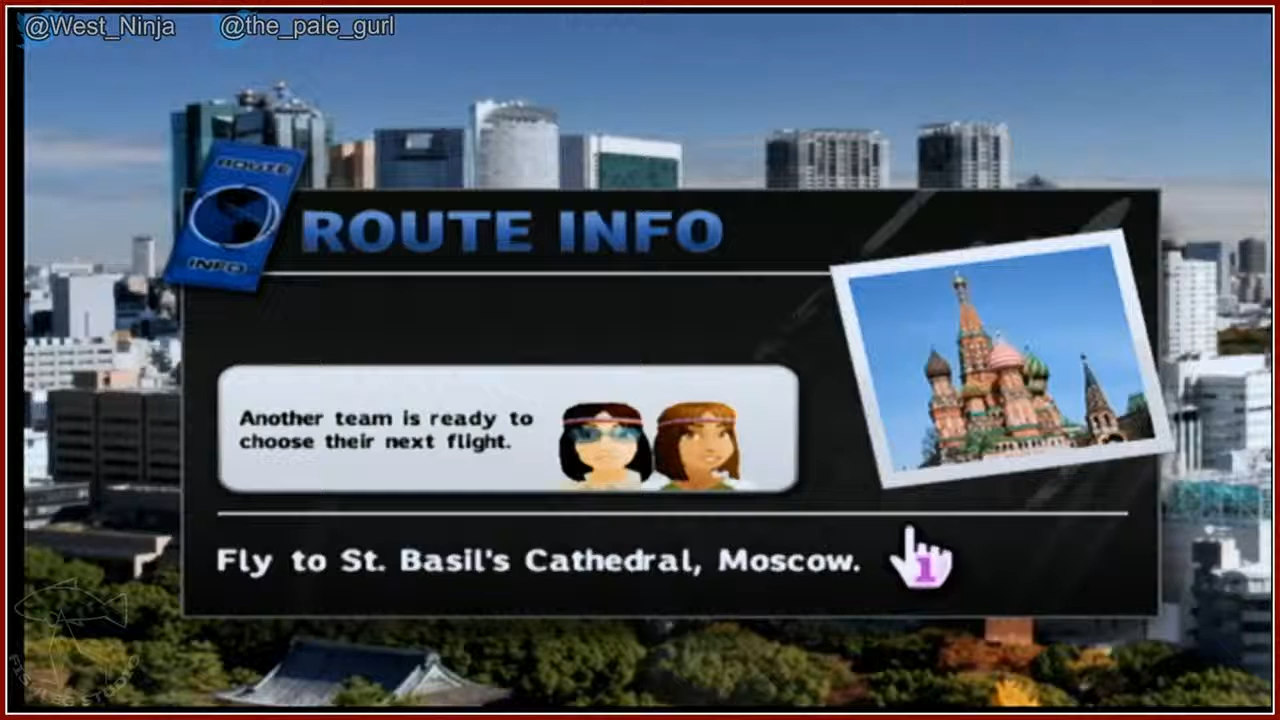 @West_Ninja @the_pale_gurl
ROUTE
INFO
ROUTE INFO
Another team is ready to
choose their next flight.
Fly to St. Basil's Cathedral, Moscow.
1